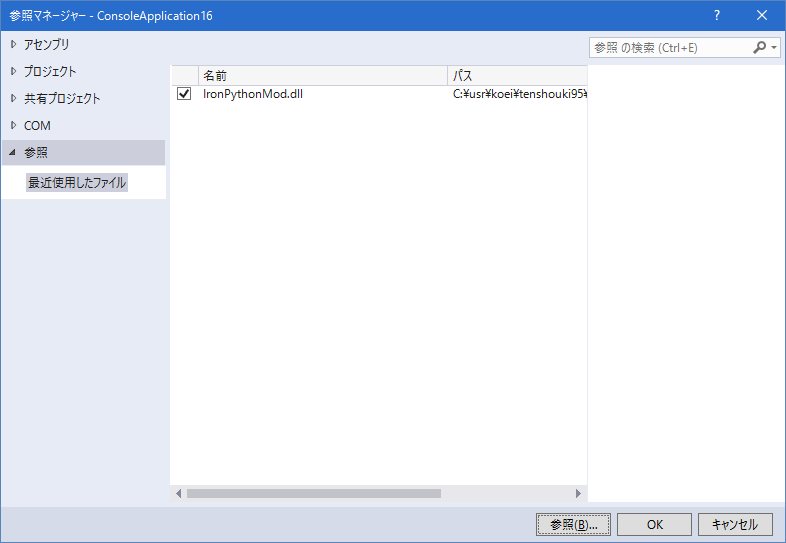 参照マネージャー - ConsoleApplication16
?
アセンブリ
プロジェクト
共有プロジェクト
COM
参照
最近使用したファイル
名前 パス
IronPythonMod.dll C:¥usr¥koei¥tenshouki95¥
参照 の検索 (Ctrl+E)
参照(B)... OK キャンセル